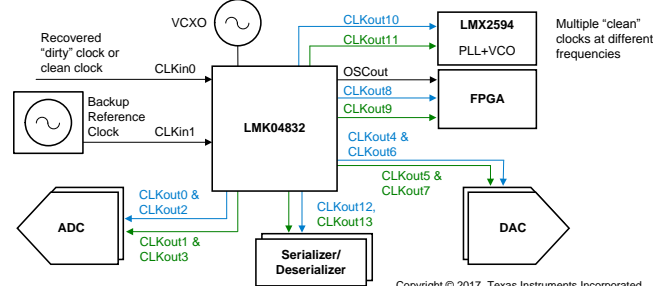 VCXO
CLKout10
CLKout11
LMX2594
PLL+VCO
Multiple “clean”
clocks at different
frequencies
Recovered
“dirty” clock or
clean clock
CLKin0
OSCout
CLKout8
CLKout9
FPGA
Backup
Reference
Clock
CLKin1
LMK04832
CLKout4 &
CLKout6
CLKout5 &
CLKout7
CLKout0 &
CLKout2
ADC
CLKout1 &
CLKout3
CLKout12,
CLKout13
DAC
Serializer/
Deserializer
Copyright © 2017, Texas Instruments Incorporated